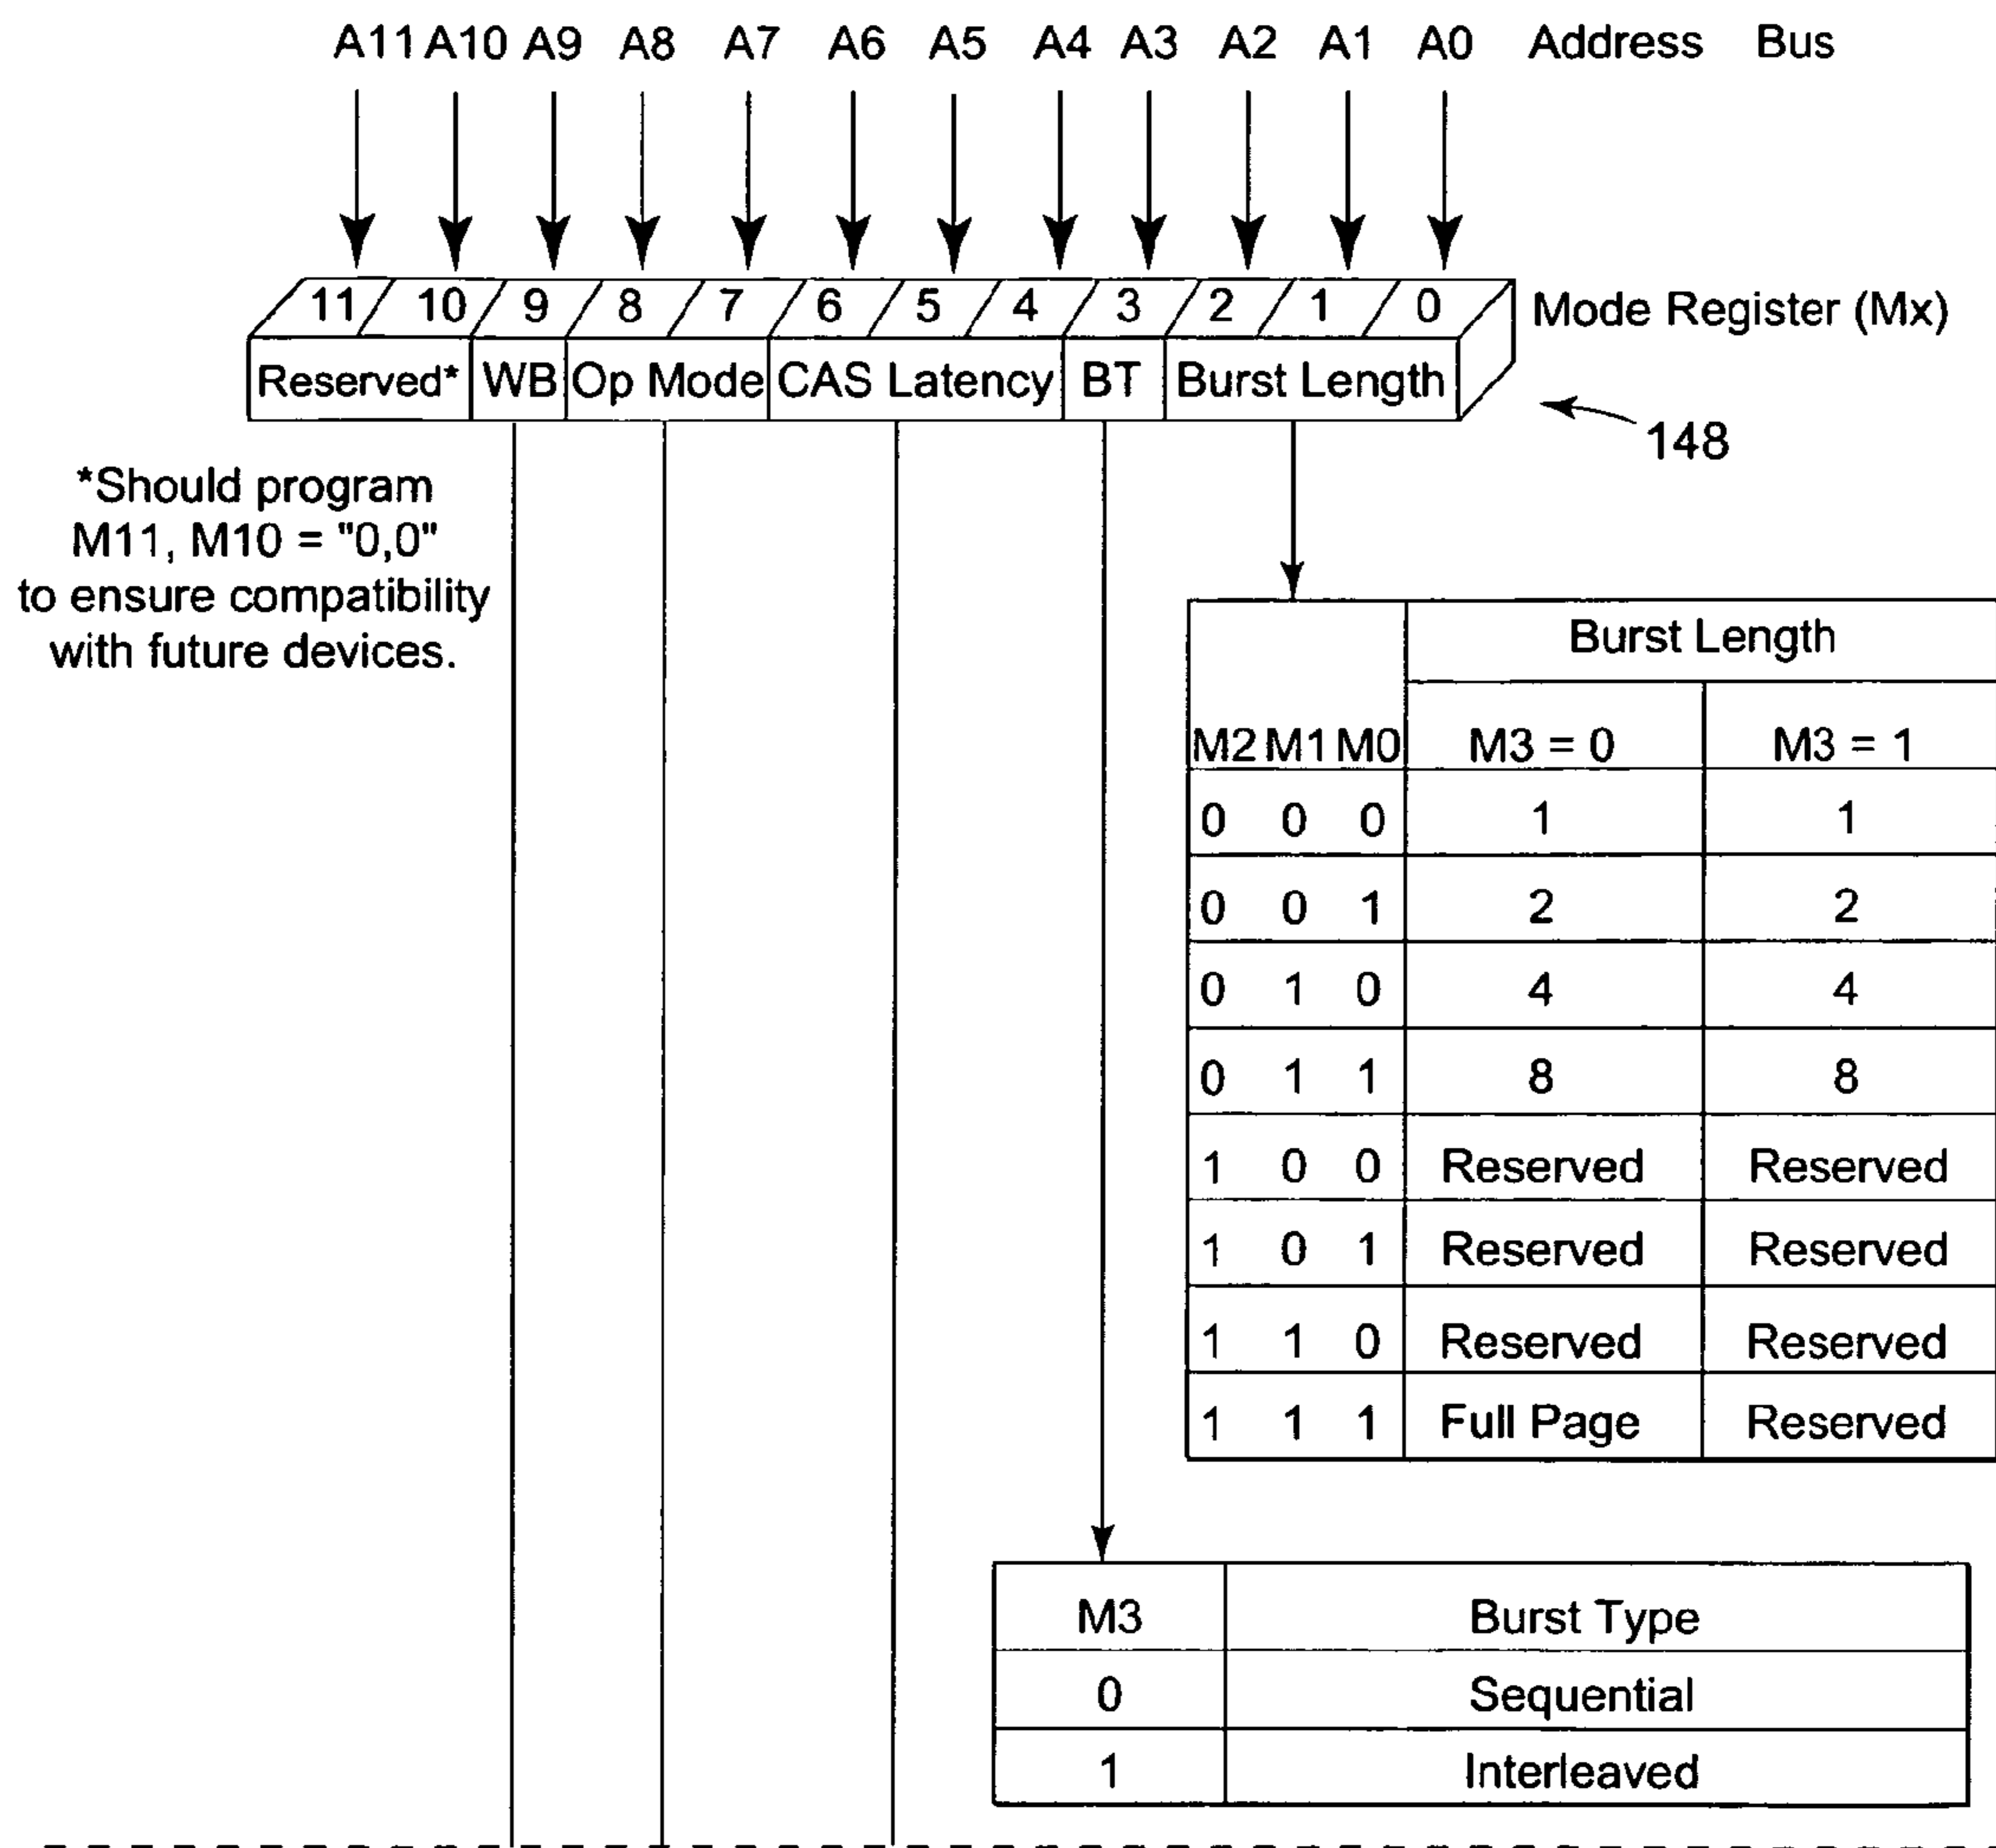 A11 A10 A9 A8 A7 A6 A5 A4 A3 A2 A1 A0 Address Bus
11 10 9 8 7 6 5 4 3 2 1 0 Mode Register (Mx)
Reserved* WB Op Mode CAS Latency BT Burst Length
148
*Should program
M11, M10 = "0,0"
to ensure compatibility
with future devices.
Burst Length
M2 M1 M0 M3 = 0 M3 = 1
0 0 0 1 1
0 0 1 2 2
0 1 0 4 4
0 1 1 8 8
1 0 0 Reserved Reserved
1 0 1 Reserved Reserved
1 1 0 Reserved Reserved
1 1 1 Full Page Reserved
M3 Burst Type
0 Sequential
1 Interleaved